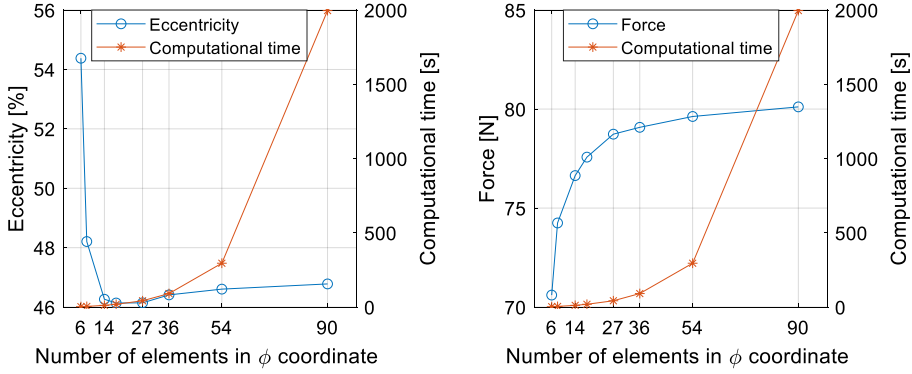 56
54
52
50
48
46
Eccentricity [%]
Eccentricity
Computational time
2000
1500
1000
500
0
Computational time [s]
6 14 27 36 54 90
Number of elements in ϕ coordinate
85
80
75
70
Force [N]
Force
Computational time
2000
1500
1000
500
0
Computational time [s]
6 14 27 36 54 90
Number of elements in ϕ coordinate